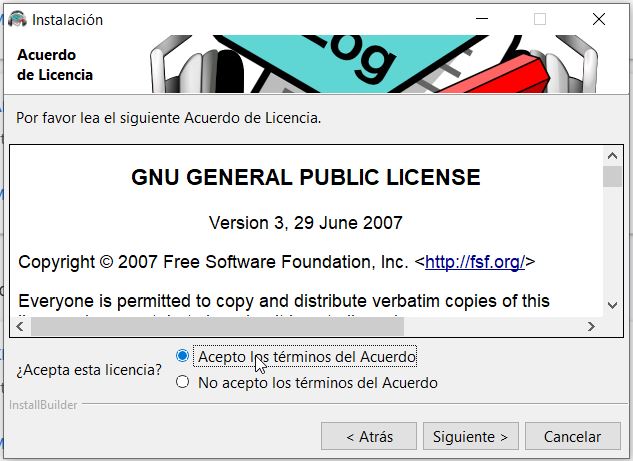 Instalación
Acuerdo
de Licencia
Log
Por favor lea el siguiente Acuerdo de Licencia.
GNU GENERAL PUBLIC LICENSE
Version 3, 29 June 2007
Copyright © 2007 Free Software Foundation, Inc. <http://fsf.org/>
Everyone is permitted to copy and distribute verbatim copies of this
¿Acepta esta licencia?
Acepto los términos del Acuerdo
No acepto los términos del Acuerdo
InstallBuilder
< Atrás
Siguiente >
Cancelar